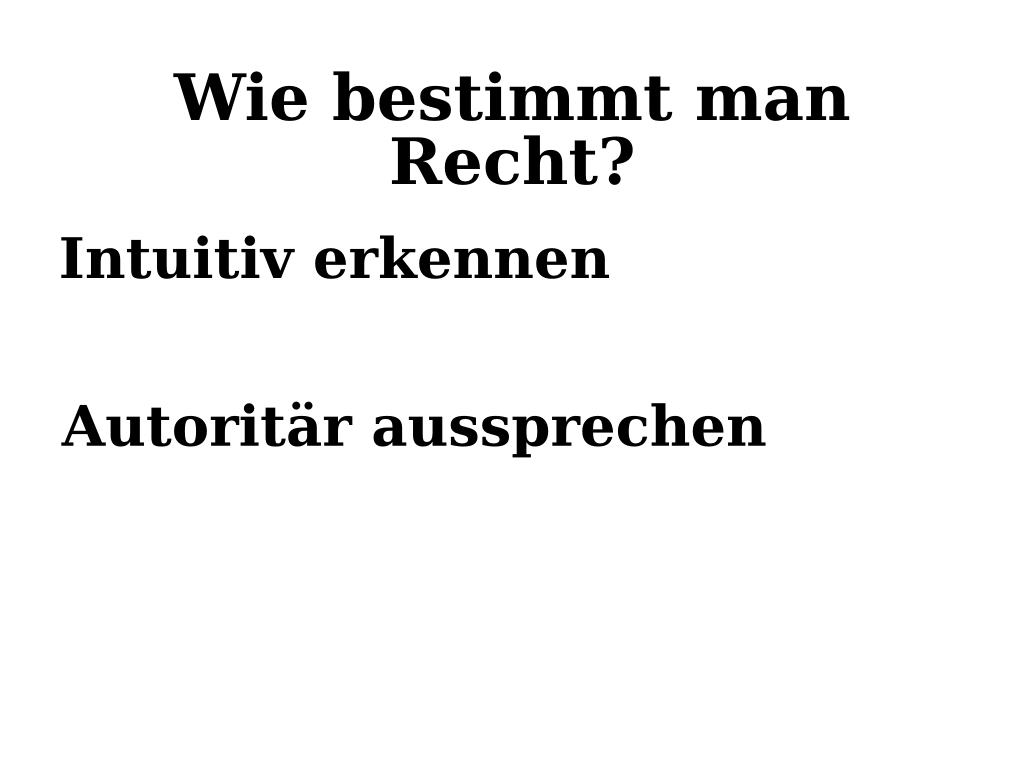 Wie bestimmt man
Recht?
Intuitiv erkennen
Autoritär aussprechen